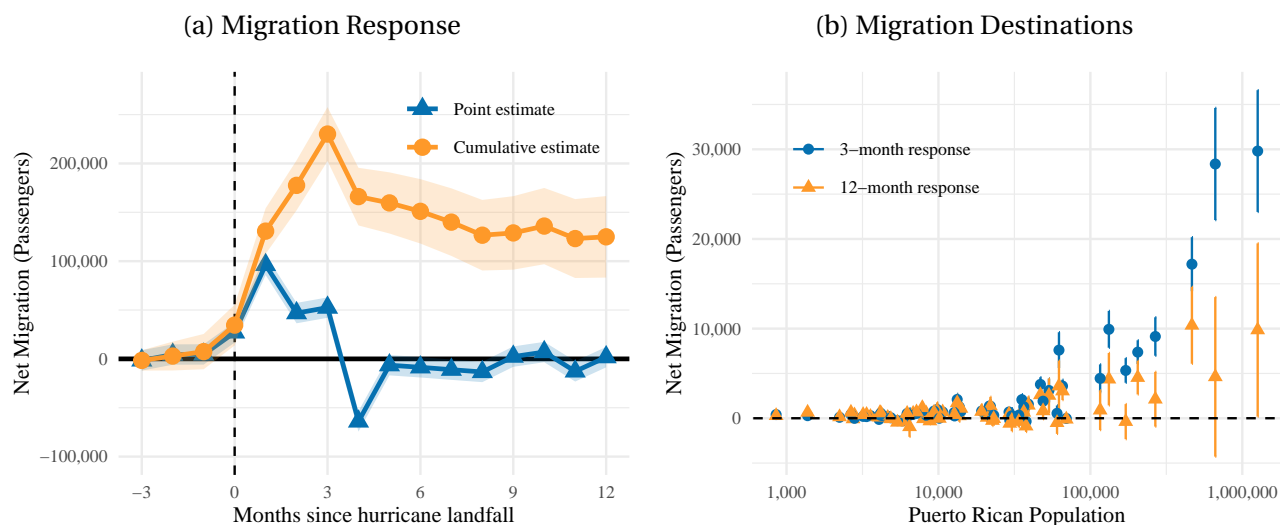 (a) Migration Response
Net Migration (Passengers)
200,000
100,000
0
−100,000
Point estimate
Cumulative estimate
−3 0 3 6 9 12
Months since hurricane landfall
(b) Migration Destinations
Net Migration (Passengers)
30,000
20,000
10,000
0
3−month response
12−month response
1,000 10,000 100,000 1,000,000
Puerto Rican Population